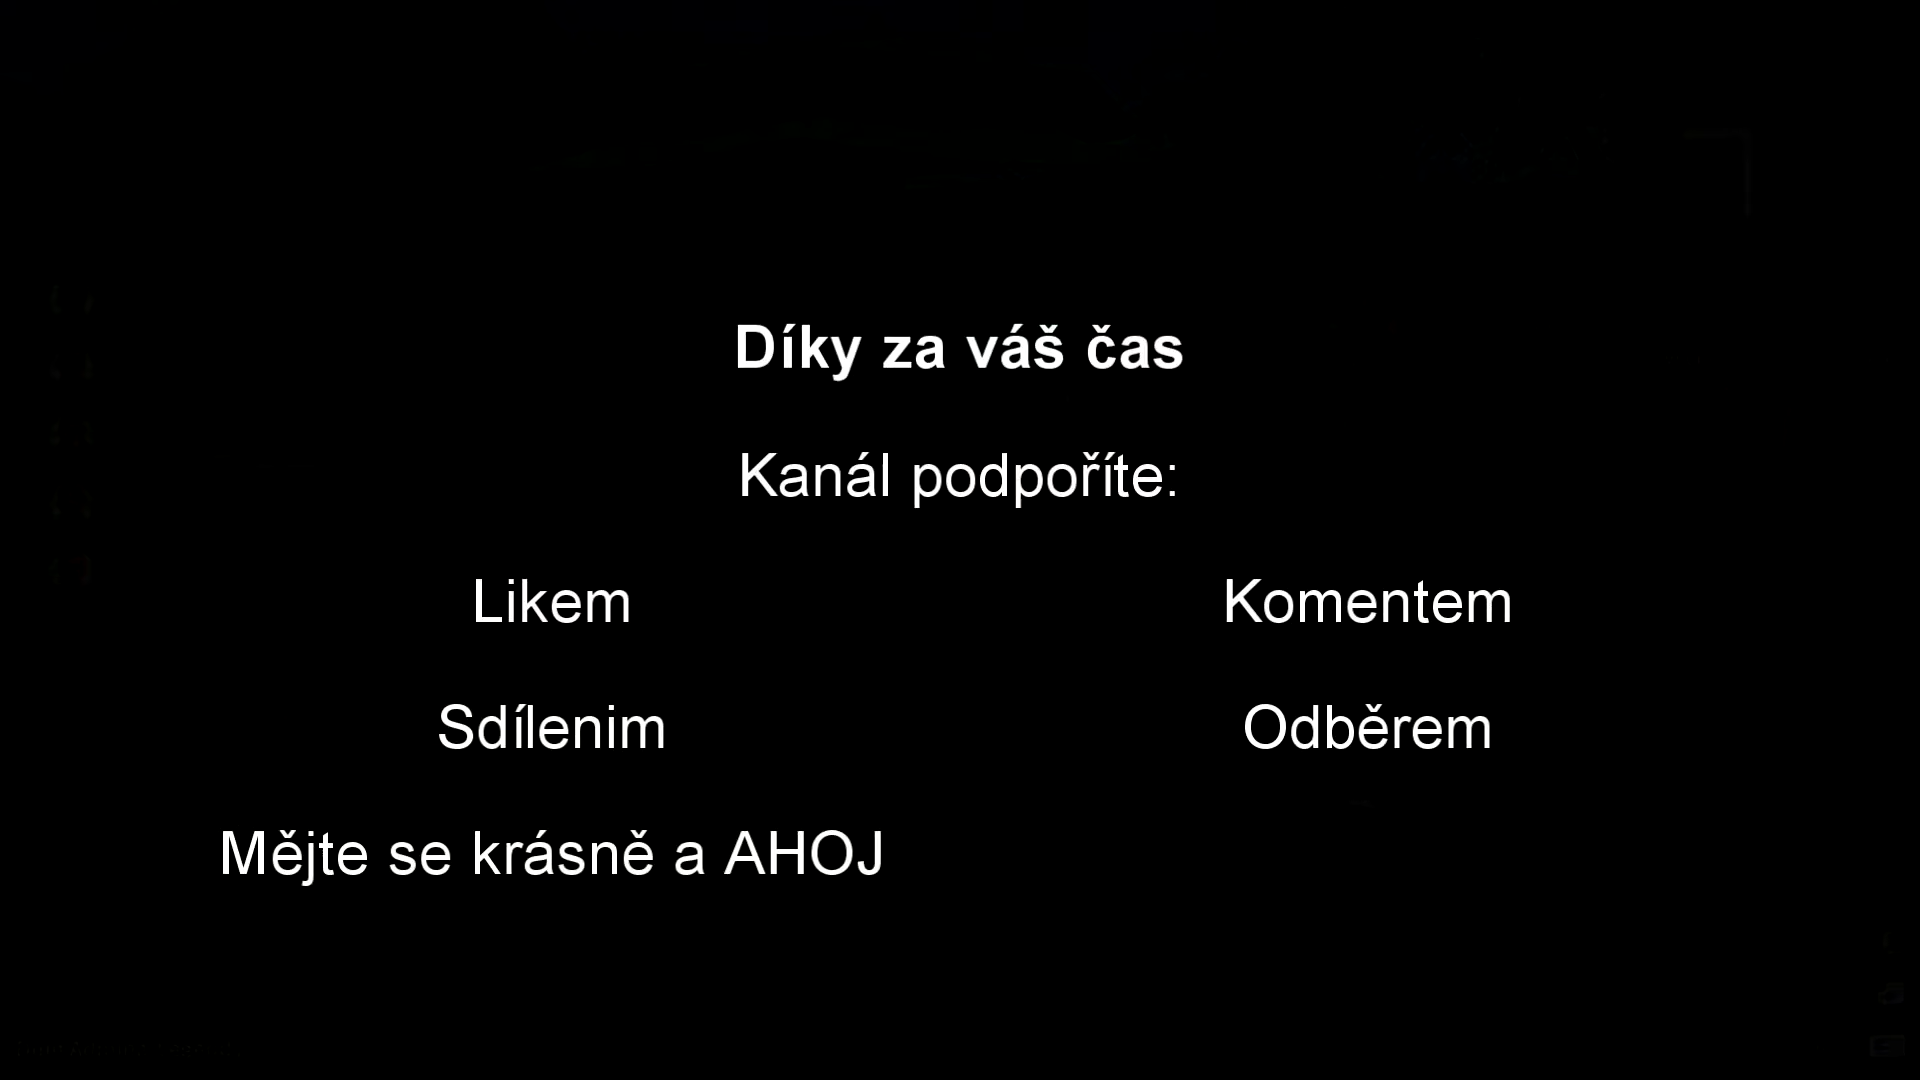 Díky za váš čas
Kanál podpoříte:
Likem Komentem
Sdílenim Odběrem
Mějte se krásně a AHOJ